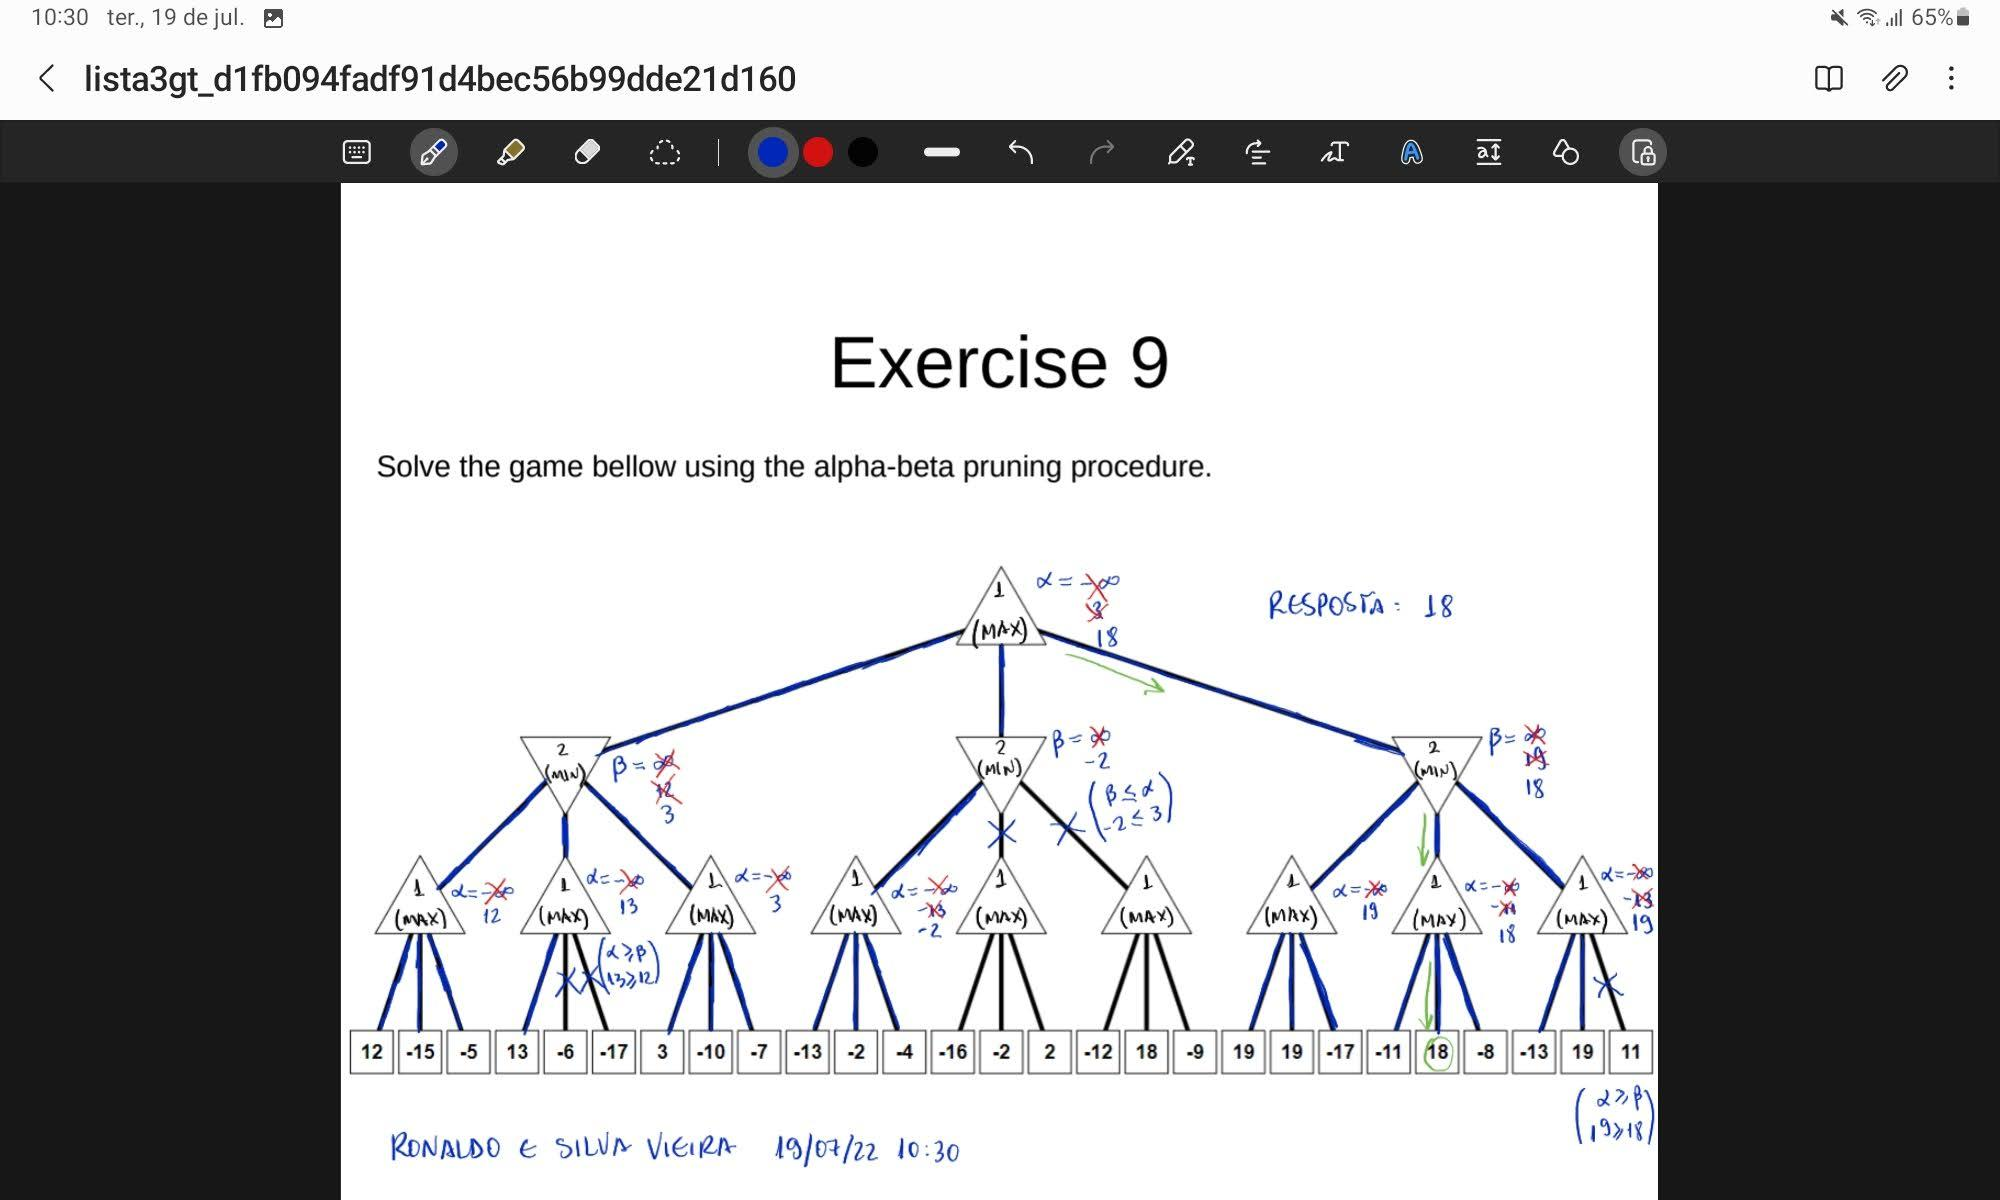 10:30 ter., 19 de jul. 65%
lista3gt_d1fb094fadf91d4bec56b99dde21d160
Exercise 9
Solve the game bellow using the alpha-beta pruning procedure.
1
(MAX)
α = -∞
3
18
RESPOSTA: 18
2
(MIN)
β = ∞
12
3
2
(MIN)
β = ∞
-2
(β ≤ α
-2 ≤ 3)
2
(MIN)
β = ∞
19
18
1
(MAX)
α = -∞
12
1
(MAX)
α = -∞
13
(α ≥ β
13 ≥ 12)
1
(MAX)
α = -∞
3
1
(MAX)
α = -∞
-13
-2
1
(MAX)
1
(MAX)
1
(MAX)
α = -∞
19
1
(MAX)
α = -∞
-11
18
1
(MAX)
α = -∞
-13
19
12 -15 -5 13 -6 -17 3 -10 -7 -13 -2 -4 -16 -2 2 -12 18 -9 19 19 -17 -11 18 -8 -13 19 11
(α ≥ β
19 ≥ 18)
RONALDO E SILVA VIEIRA 19/07/22 10:30